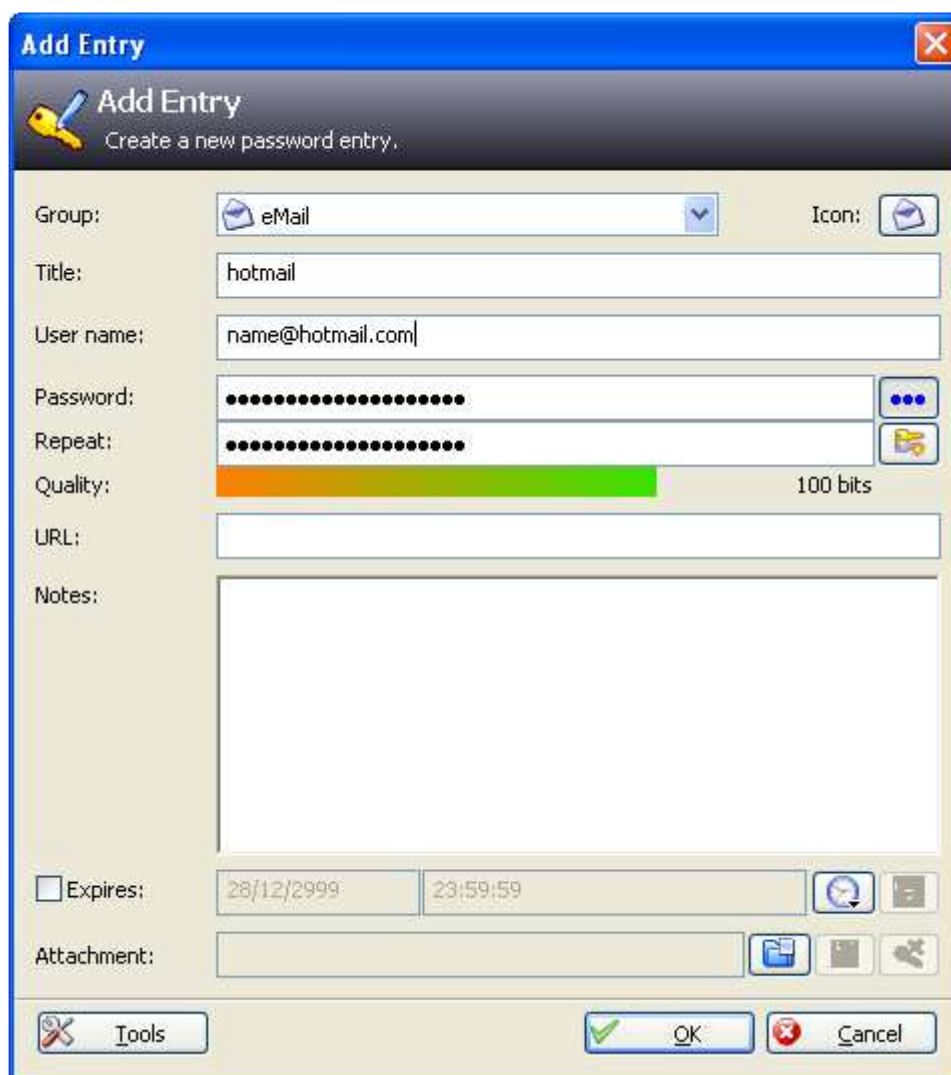 Add Entry
Add Entry
Create a new password entry.
Group: eMail Icon:
Title: hotmail
User name: name@hotmail.com
Password: ●●●●●●●●●●●●●●●●●●●●
Repeat: ●●●●●●●●●●●●●●●●●●●●
Quality: 100 bits
URL:
Notes:
Expires: 28/12/2999 23:59:59
Attachment:
Tools OK Cancel